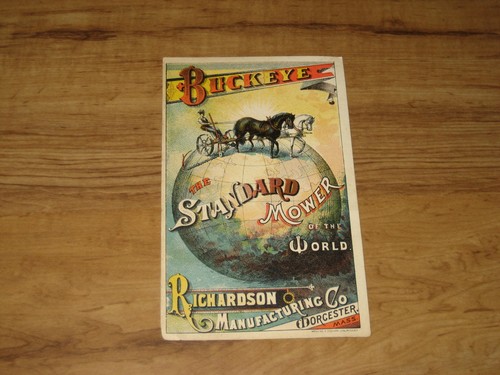 BUCKEYE
THE
STANDARD
MOWER
OF THE
WORLD.
RICHARDSON
MANUFACTURING CO
WORCESTER.
MASS.